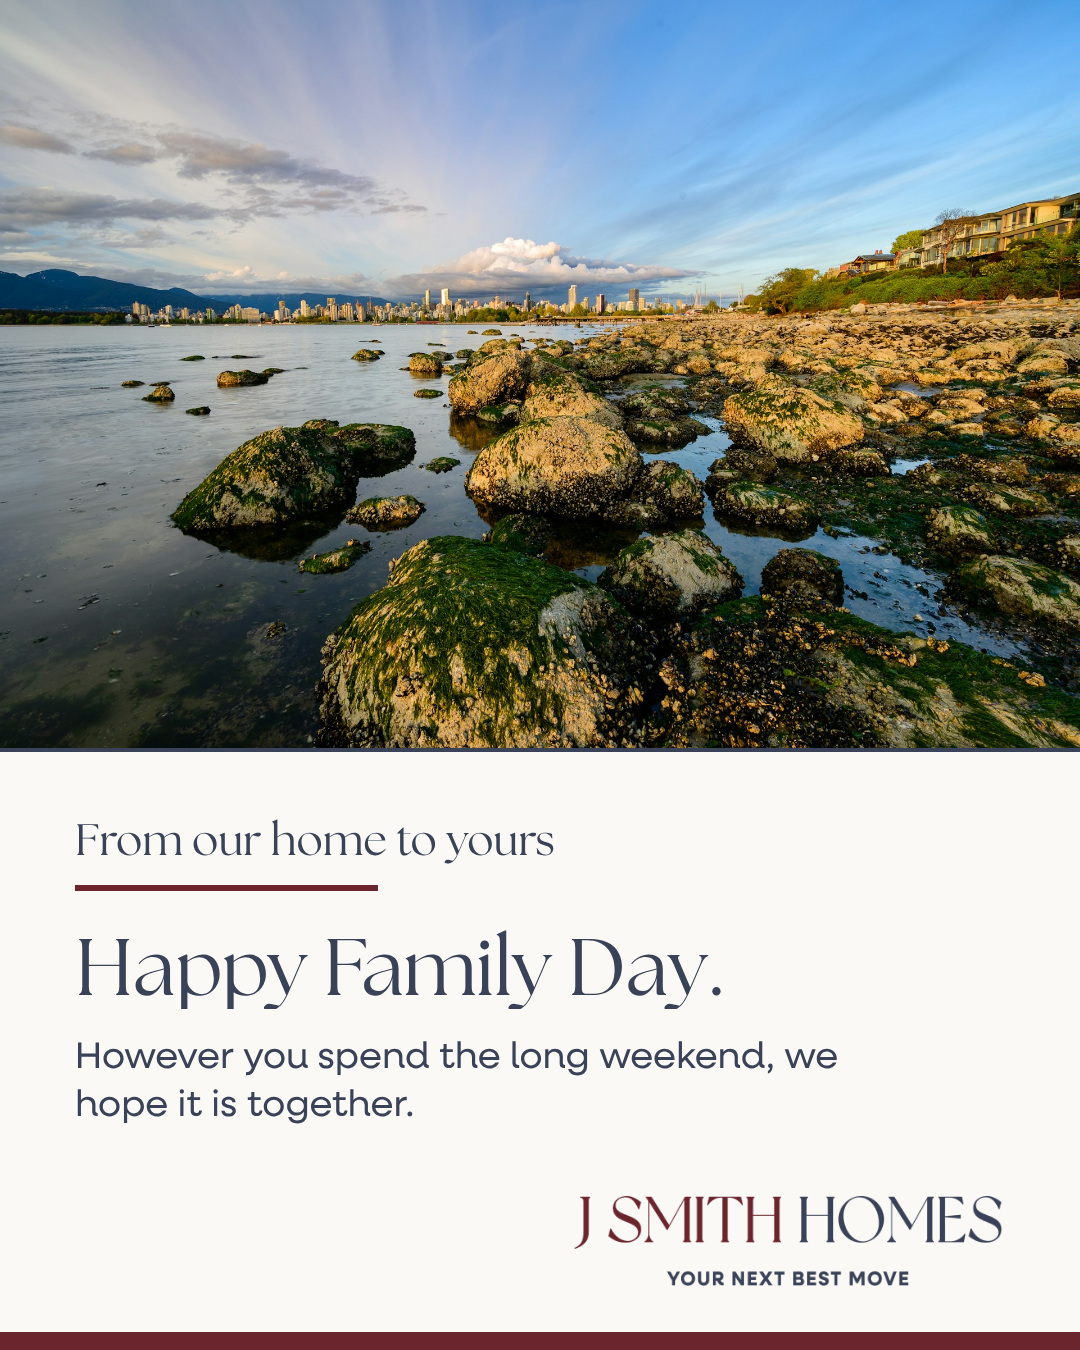 From our home to yours
Happy Family Day.
However you spend the long weekend, we
hope it is together.
J SMITH HOMES
YOUR NEXT BEST MOVE